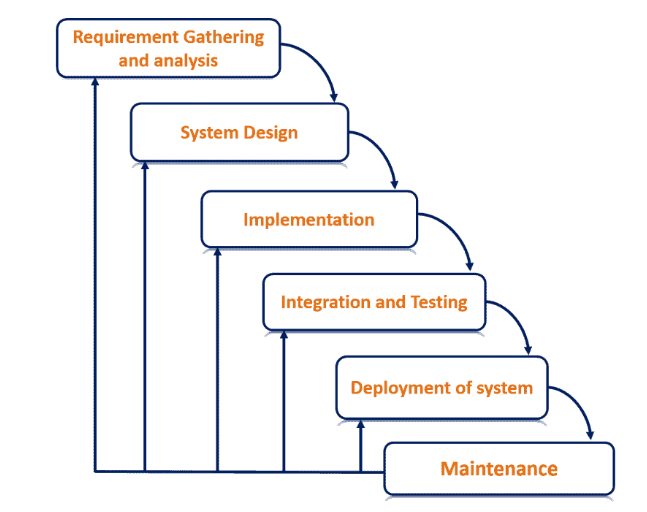 Requirement Gathering
and analysis
System Design
Implementation
Integration and Testing
Deployment of system
Maintenance